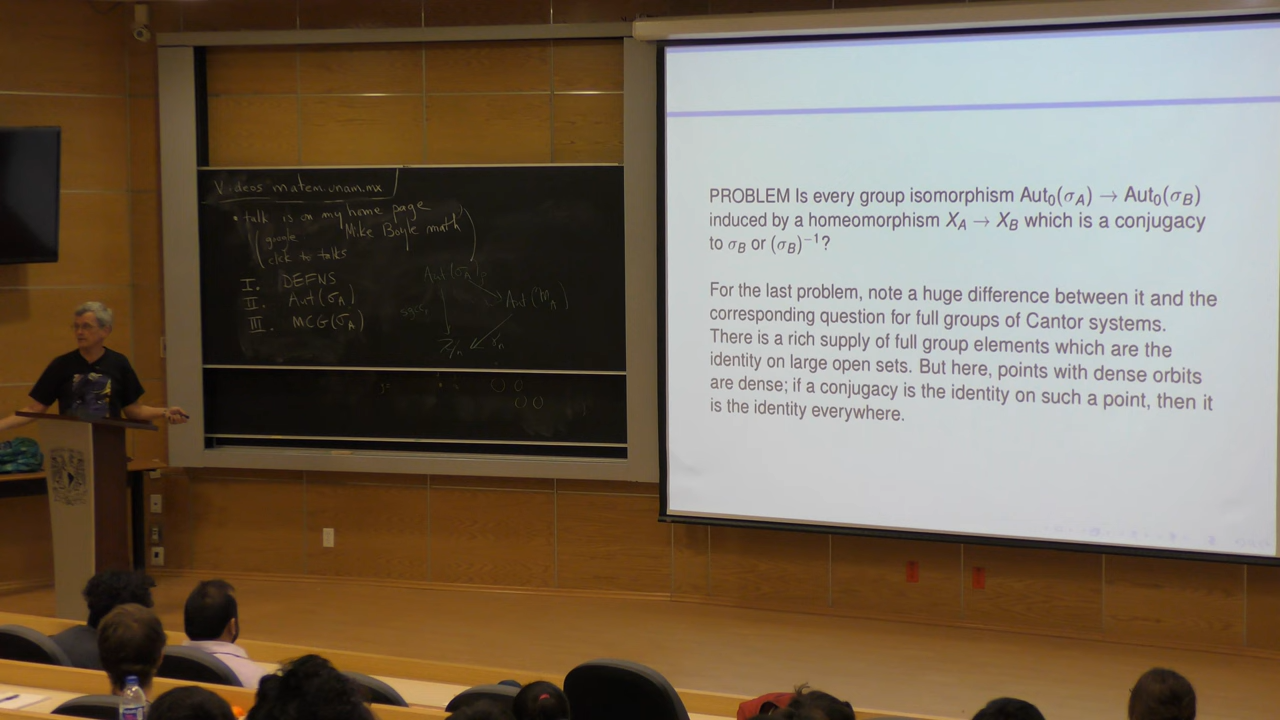 Videos matem.unam.mx/
• talk is on my home page
(google Mike Boyle math)
click to talks
I. DEFNS
II. Aut(σ_A)
III. MCG(σ_A)
Aut(σ_A)
PROBLEM Is every group isomorphism Aut₀(σ_A) → Aut₀(σ_B)
induced by a homeomorphism X_A → X_B which is a conjugacy
to σ_B or (σ_B)⁻¹?
For the last problem, note a huge difference between it and the
corresponding question for full groups of Cantor systems.
There is a rich supply of full group elements which are the
identity on large open sets. But here, points with dense orbits
are dense; if a conjugacy is the identity on such a point, then it
is the identity everywhere.